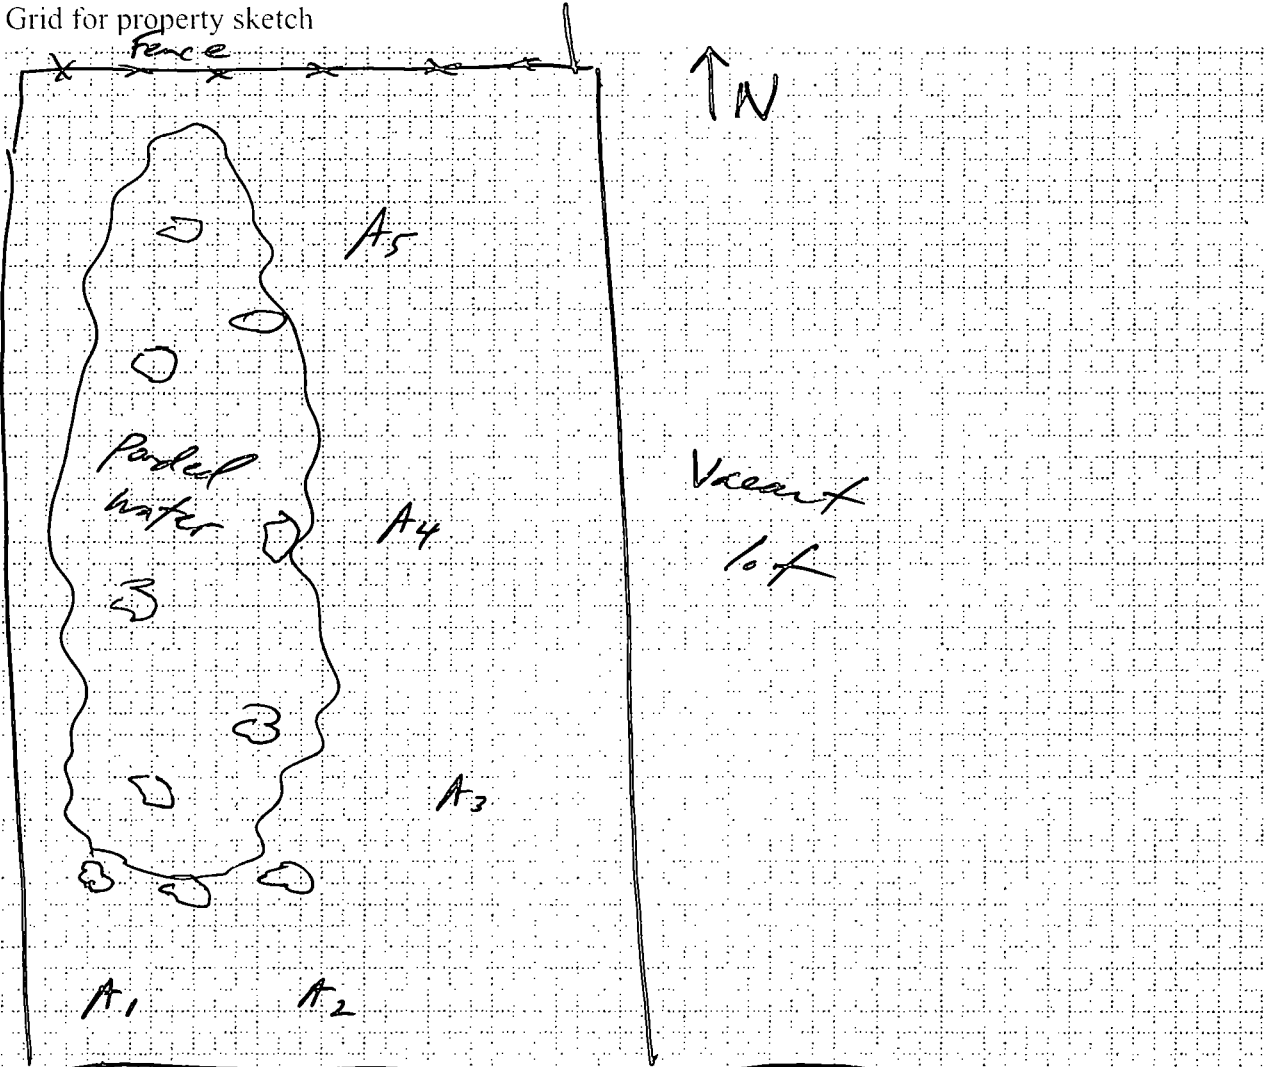 Grid for property sketch
Fence
N
A5
Ponded
water
A4
Vacant
lot
A3
A1
A2